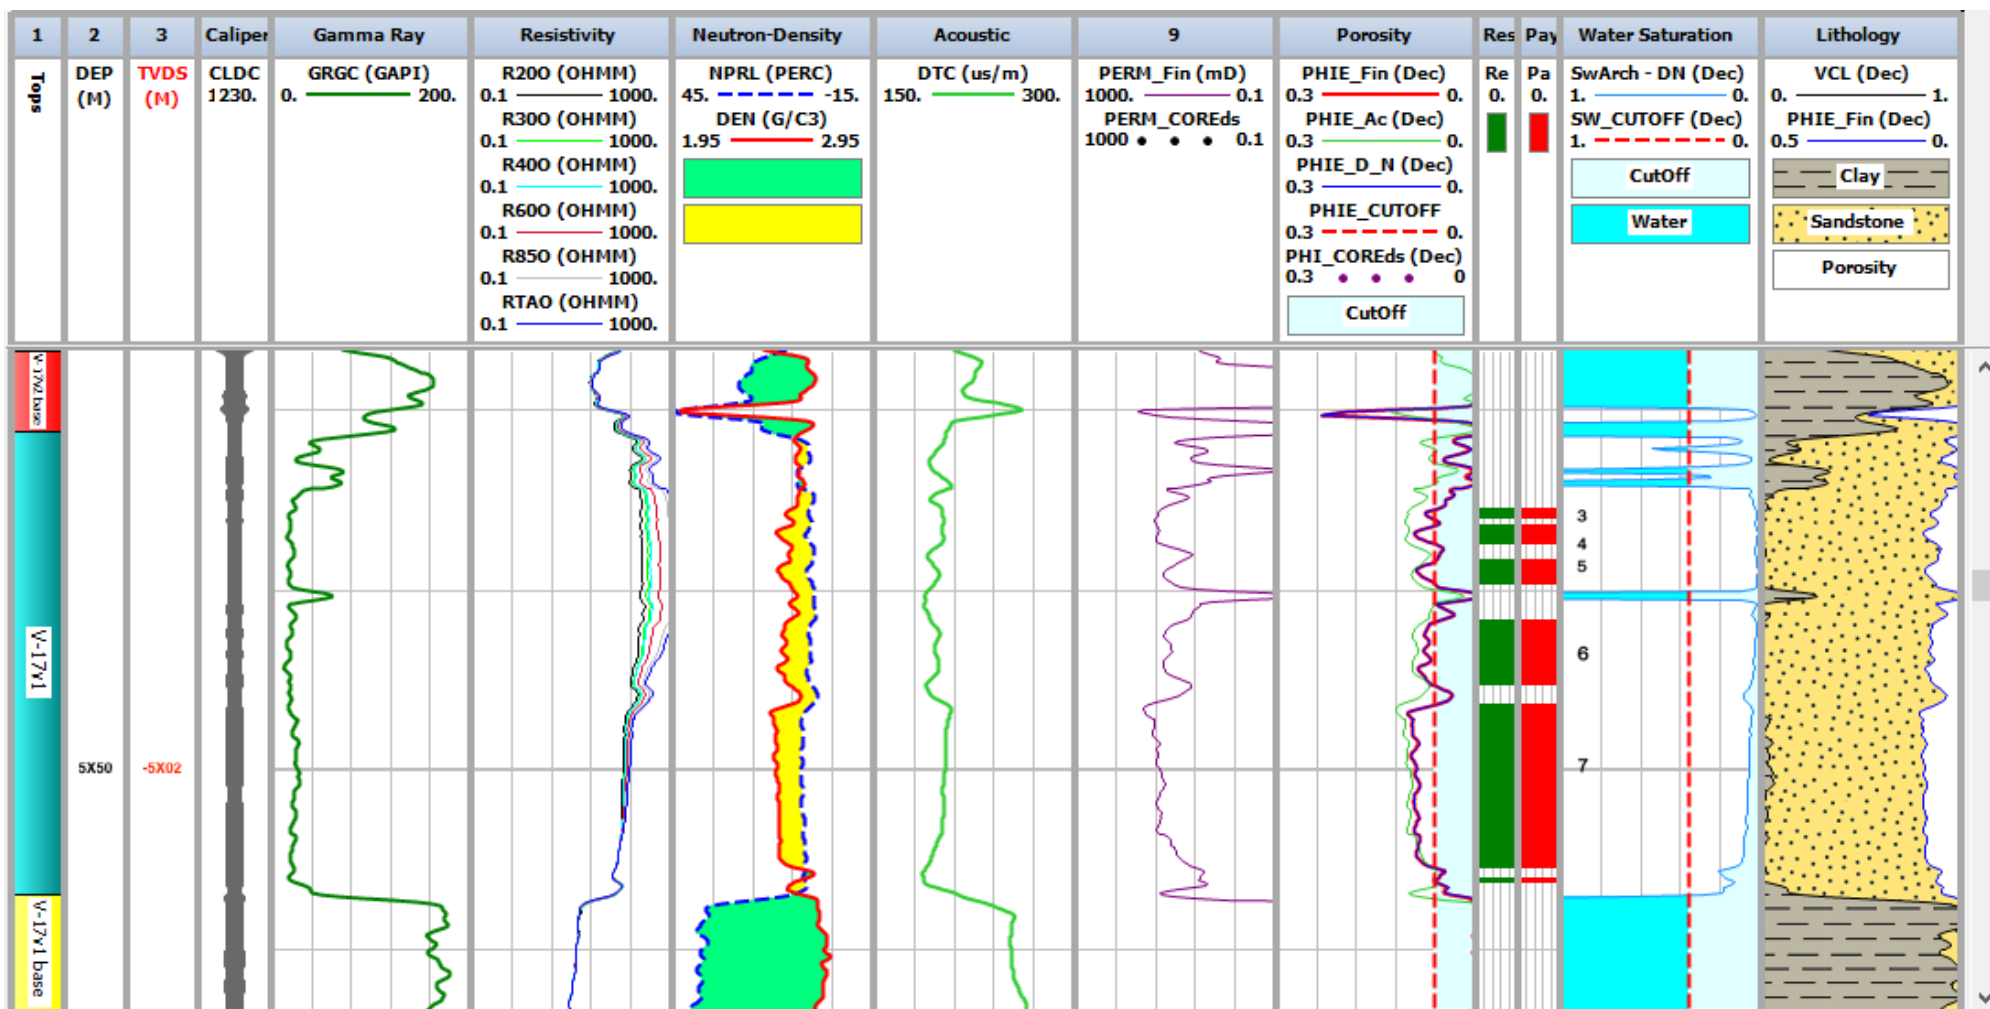 1 2 3 Caliper Gamma Ray Resistivity Neutron-Density Acoustic 9 Porosity Res Pay Water Saturation Lithology
Tops
DEP
(M)
TVDS
(M)
CLDC
1230.
GRGC (GAPI)
0. 200.
R20O (OHMM)
0.1 1000.
R30O (OHMM)
0.1 1000.
R40O (OHMM)
0.1 1000.
R60O (OHMM)
0.1 1000.
R85O (OHMM)
0.1 1000.
RTAO (OHMM)
0.1 1000.
NPRL (PERC)
45. -15.
DEN (G/C3)
1.95 2.95
DTC (us/m)
150. 300.
PERM_Fin (mD)
1000. 0.1
PERM_COREds
1000 0.1
PHIE_Fin (Dec)
0.3 0.
PHIE_Ac (Dec)
0.3 0.
PHIE_D_N (Dec)
0.3 0.
PHIE_CUTOFF
0.3 0.
PHI_COREds (Dec)
0.3 0
CutOff
Re
0.
Pa
0.
SwArch - DN (Dec)
1. 0.
SW_CUTOFF (Dec)
1. 0.
CutOff
Water
VCL (Dec)
0. 1.
PHIE_Fin (Dec)
0.5 0.
Clay
Sandstone
Porosity
V-17v2 base
V-17v1
V-17v1 base
5X50 -5X02
3
4
5
6
7